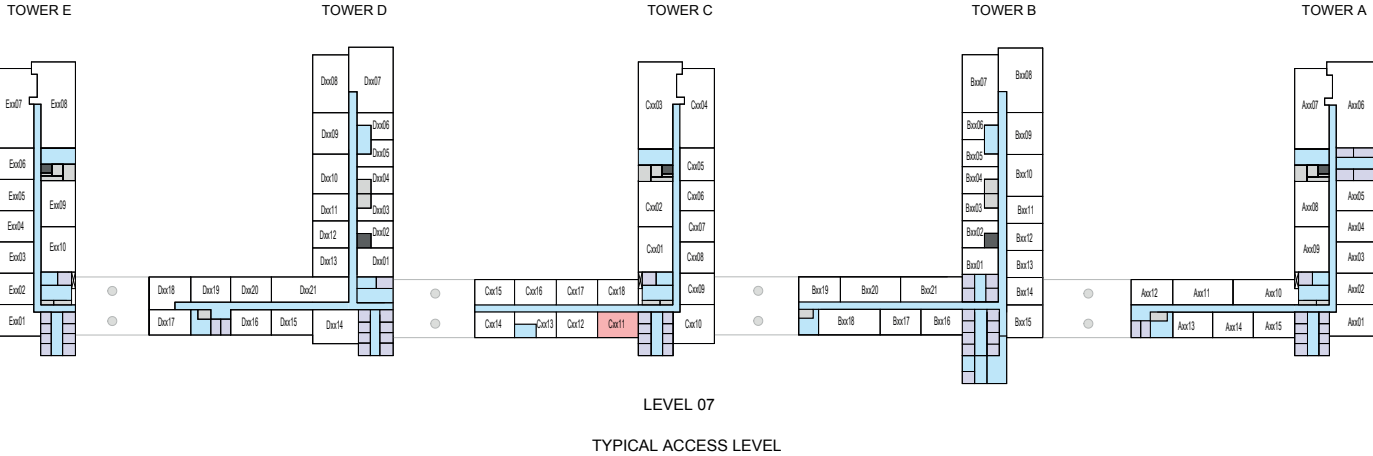 TOWER E
TOWER D
TOWER C
TOWER B
TOWER A
Exx07
Exx08
Exx06
Exx05
Exx09
Exx04
Exx10
Exx03
Exx02
Exx01
Dxx08
Dxx07
Dxx06
Dxx09
Dxx05
Dxx10
Dxx04
Dxx11
Dxx03
Dxx12
Dxx02
Dxx13
Dxx01
Dxx18
Dxx19
Dxx20
Dxx21
Dxx17
Dxx16
Dxx15
Dxx14
Cxx03
Cxx04
Cxx05
Cxx06
Cxx02
Cxx07
Cxx01
Cxx08
Cxx15
Cxx16
Cxx17
Cxx18
Cxx09
Cxx14
Cxx13
Cxx12
Cxx11
Cxx10
Bxx07
Bxx08
Bxx06
Bxx09
Bxx05
Bxx04
Bxx10
Bxx03
Bxx11
Bxx02
Bxx12
Bxx01
Bxx13
Bxx19
Bxx20
Bxx21
Bxx14
Bxx18
Bxx17
Bxx16
Bxx15
Axx07
Axx06
Axx05
Axx08
Axx04
Axx09
Axx03
Axx12
Axx11
Axx10
Axx02
Axx13
Axx14
Axx15
Axx01
LEVEL 07
TYPICAL ACCESS LEVEL